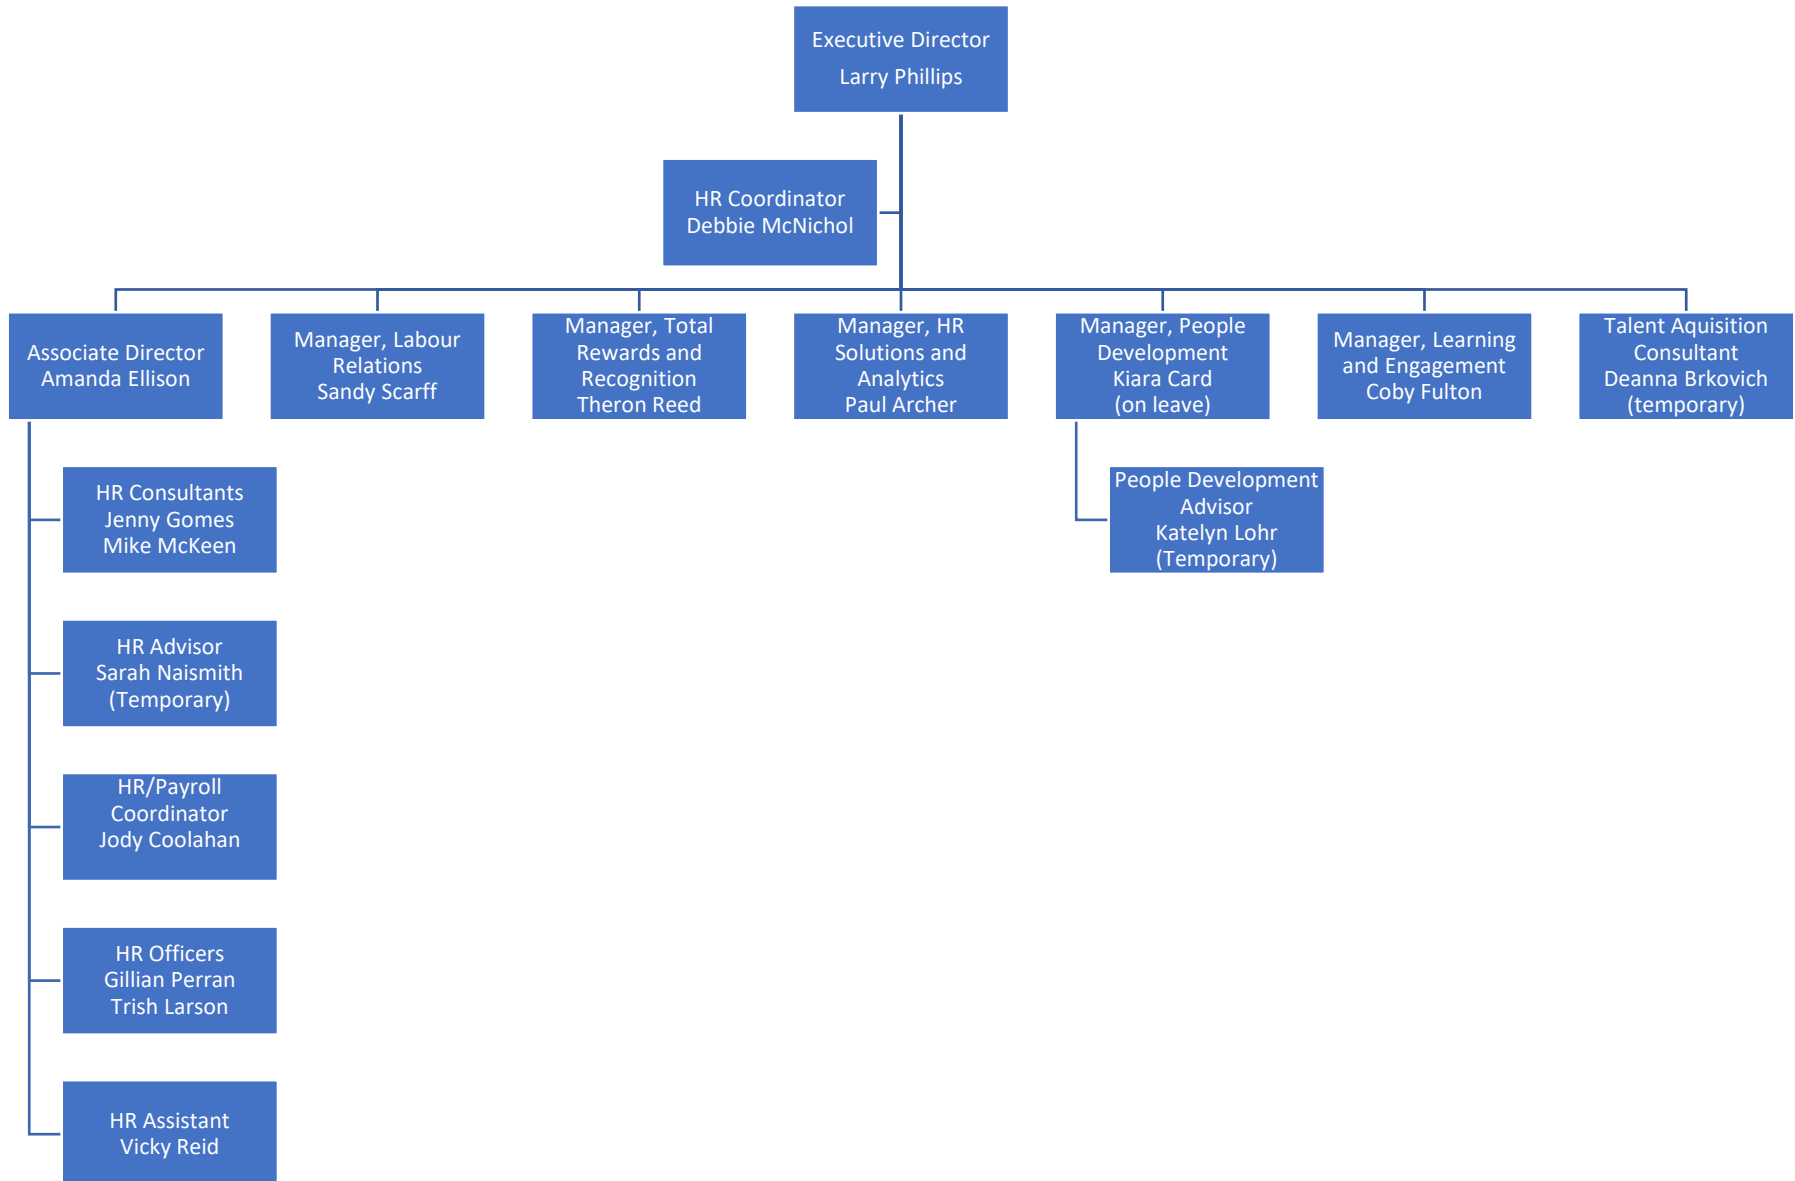 Executive Director
Larry Phillips
HR Coordinator
Debbie McNichol
Associate Director
Amanda Ellison
Manager, Labour
Relations
Sandy Scarff
Manager, Total
Rewards and
Recognition
Theron Reed
Manager, HR
Solutions and
Analytics
Paul Archer
Manager, People
Development
Kiara Card
(on leave)
Manager, Learning
and Engagement
Coby Fulton
Talent Aquisition
Consultant
Deanna Brkovich
(temporary)
HR Consultants
Jenny Gomes
Mike McKeen
People Development
Advisor
Katelyn Lohr
(Temporary)
HR Advisor
Sarah Naismith
(Temporary)
HR/Payroll
Coordinator
Jody Coolahan
HR Officers
Gillian Perran
Trish Larson
HR Assistant
Vicky Reid